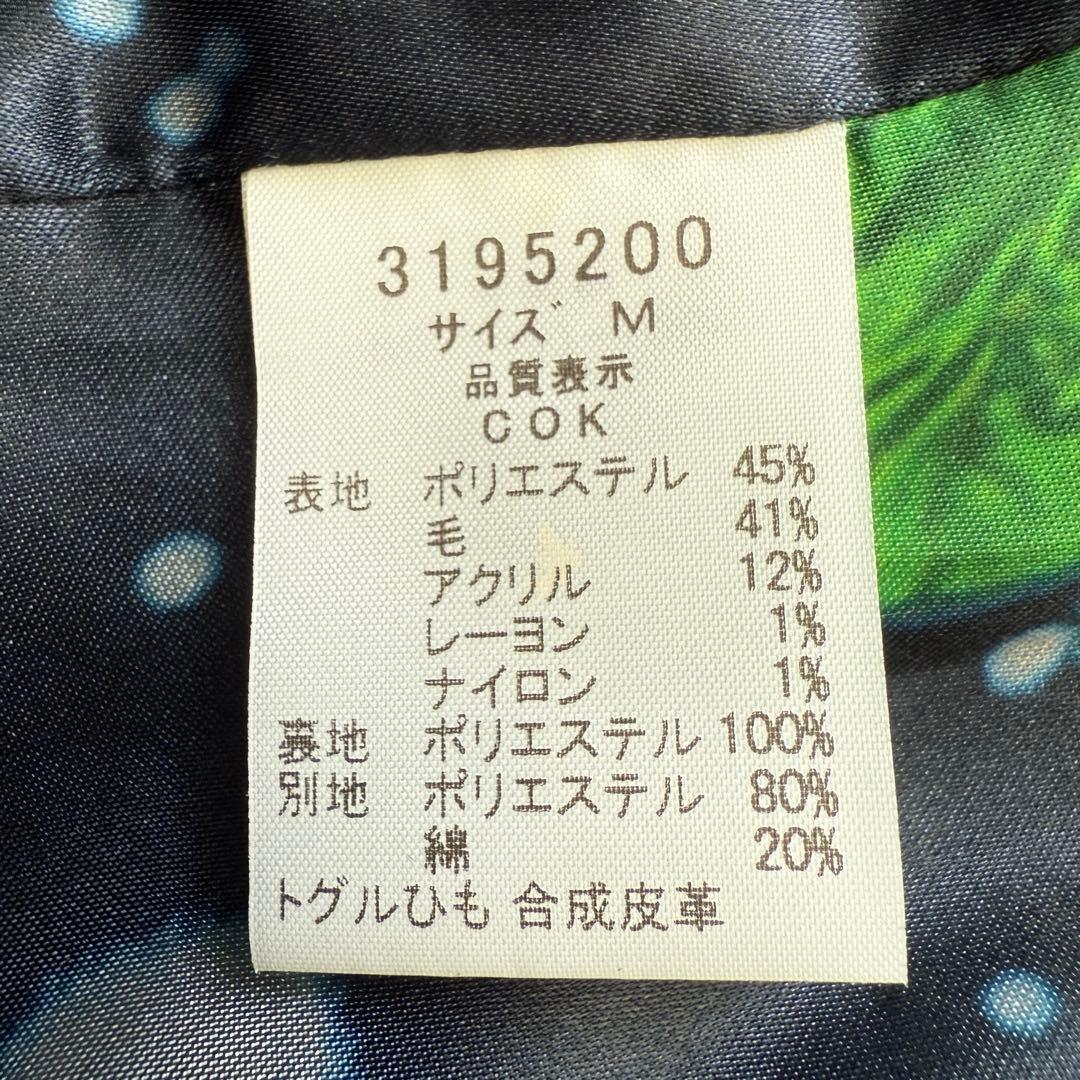 3195200
サイズ M
品質表示
COK
表地 ポリエステル 45%
毛 41%
アクリル 12%
レーヨン 1%
ナイロン 1%
裏地 ポリエステル 100%
別地 ポリエステル 80%
綿 20%
トグルひも 合成皮革